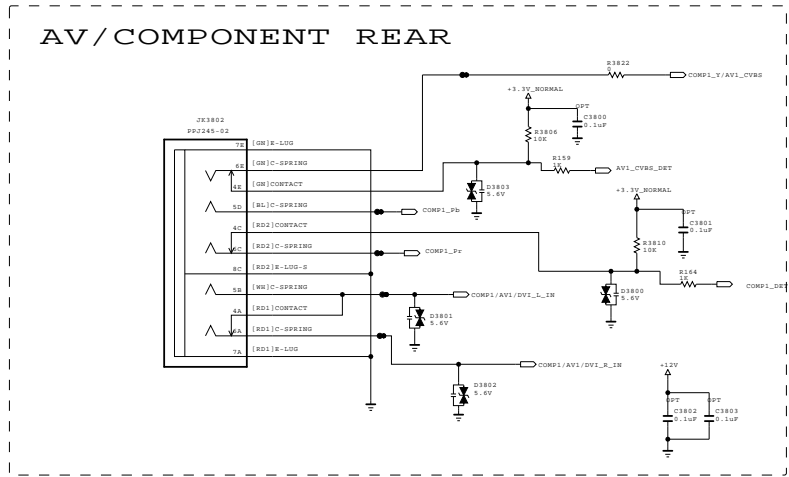 AV/COMPONENT REAR
R3822
0
COMP1_Y/AV1_CVBS
+3.3V_NORMAL
OPT
C3800
0.1uF
R3806
10K
JK3802
PPJ245-02
7E [GN]E-LUG
6E [GN]C-SPRING
4E [GN]CONTACT
5D [BL]C-SPRING
4C [RD2]CONTACT
6C [RD2]C-SPRING
8C [RD2]E-LUG-S
5B [WH]C-SPRING
4A [RD1]CONTACT
6A [RD1]C-SPRING
7A [RD1]E-LUG
R159
1K
AV1_CVBS_DET
D3803
5.6V
COMP1_Pb
COMP1_Pr
+3.3V_NORMAL
OPT
C3801
0.1uF
R3810
10K
R164
1K
COMP1_DET
D3800
5.6V
COMP1/AV1/DVI_L_IN
D3801
5.6V
COMP1/AV1/DVI_R_IN
D3802
5.6V
+12V
OPT
C3802
0.1uF
OPT
C3803
0.1uF